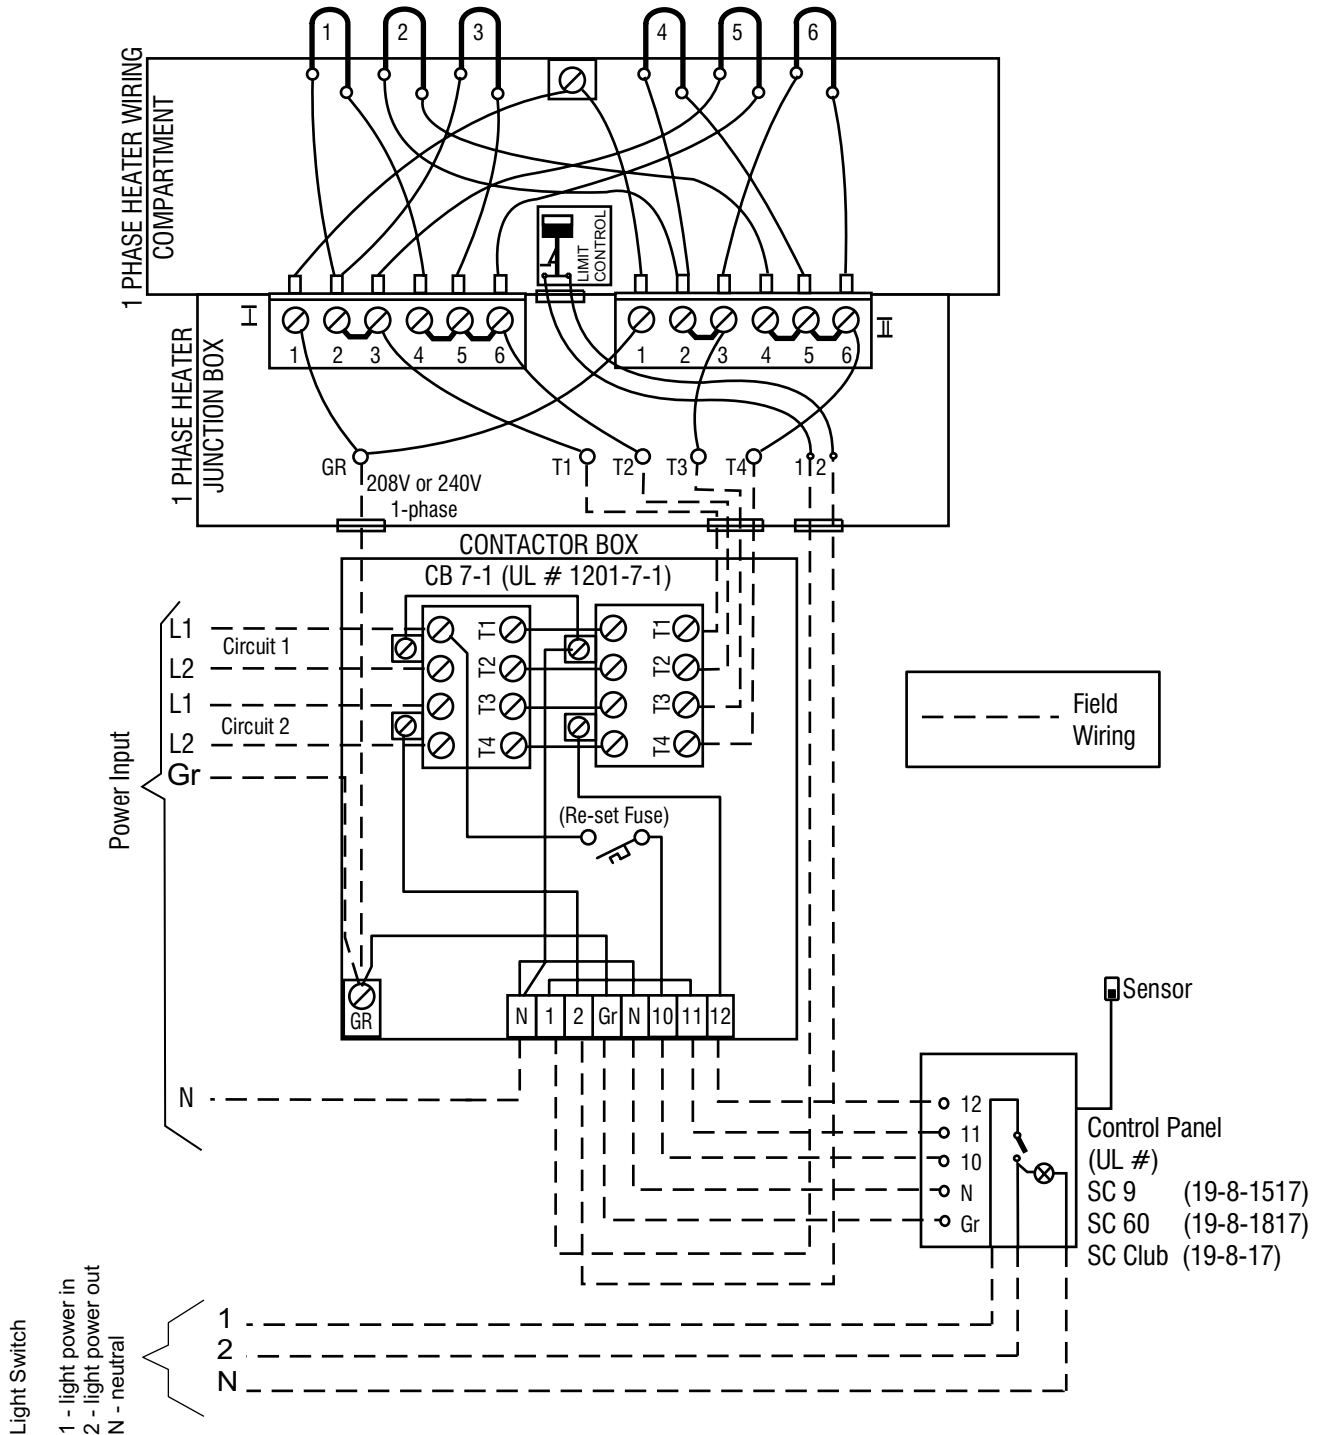 1 2 3 4 5 6
1 PHASE HEATER WIRING
COMPARTMENT
LIMIT
CONTROL
1 PHASE HEATER
JUNCTION BOX
I
1 2 3 4 5 6
II
1 2 3 4 5 6
GR T1 T2 T3 T4 1 2
208V or 240V
1-phase
CONTACTOR BOX
CB 7-1 (UL # 1201-7-1)
Power Input
L1
Circuit 1
L2
L1
Circuit 2
L2
Gr
T1 T1
T2 T2
T3 T3
T4 T4
(Re-set Fuse)
Field
Wiring
GR
N 1 2 Gr N 10 11 12
N
Sensor
12
11
10
N
Gr
Control Panel
(UL #)
SC 9 (19-8-1517)
SC 60 (19-8-1817)
SC Club (19-8-17)
Light Switch
1 - light power in
2 - light power out
N - neutral
1
2
N